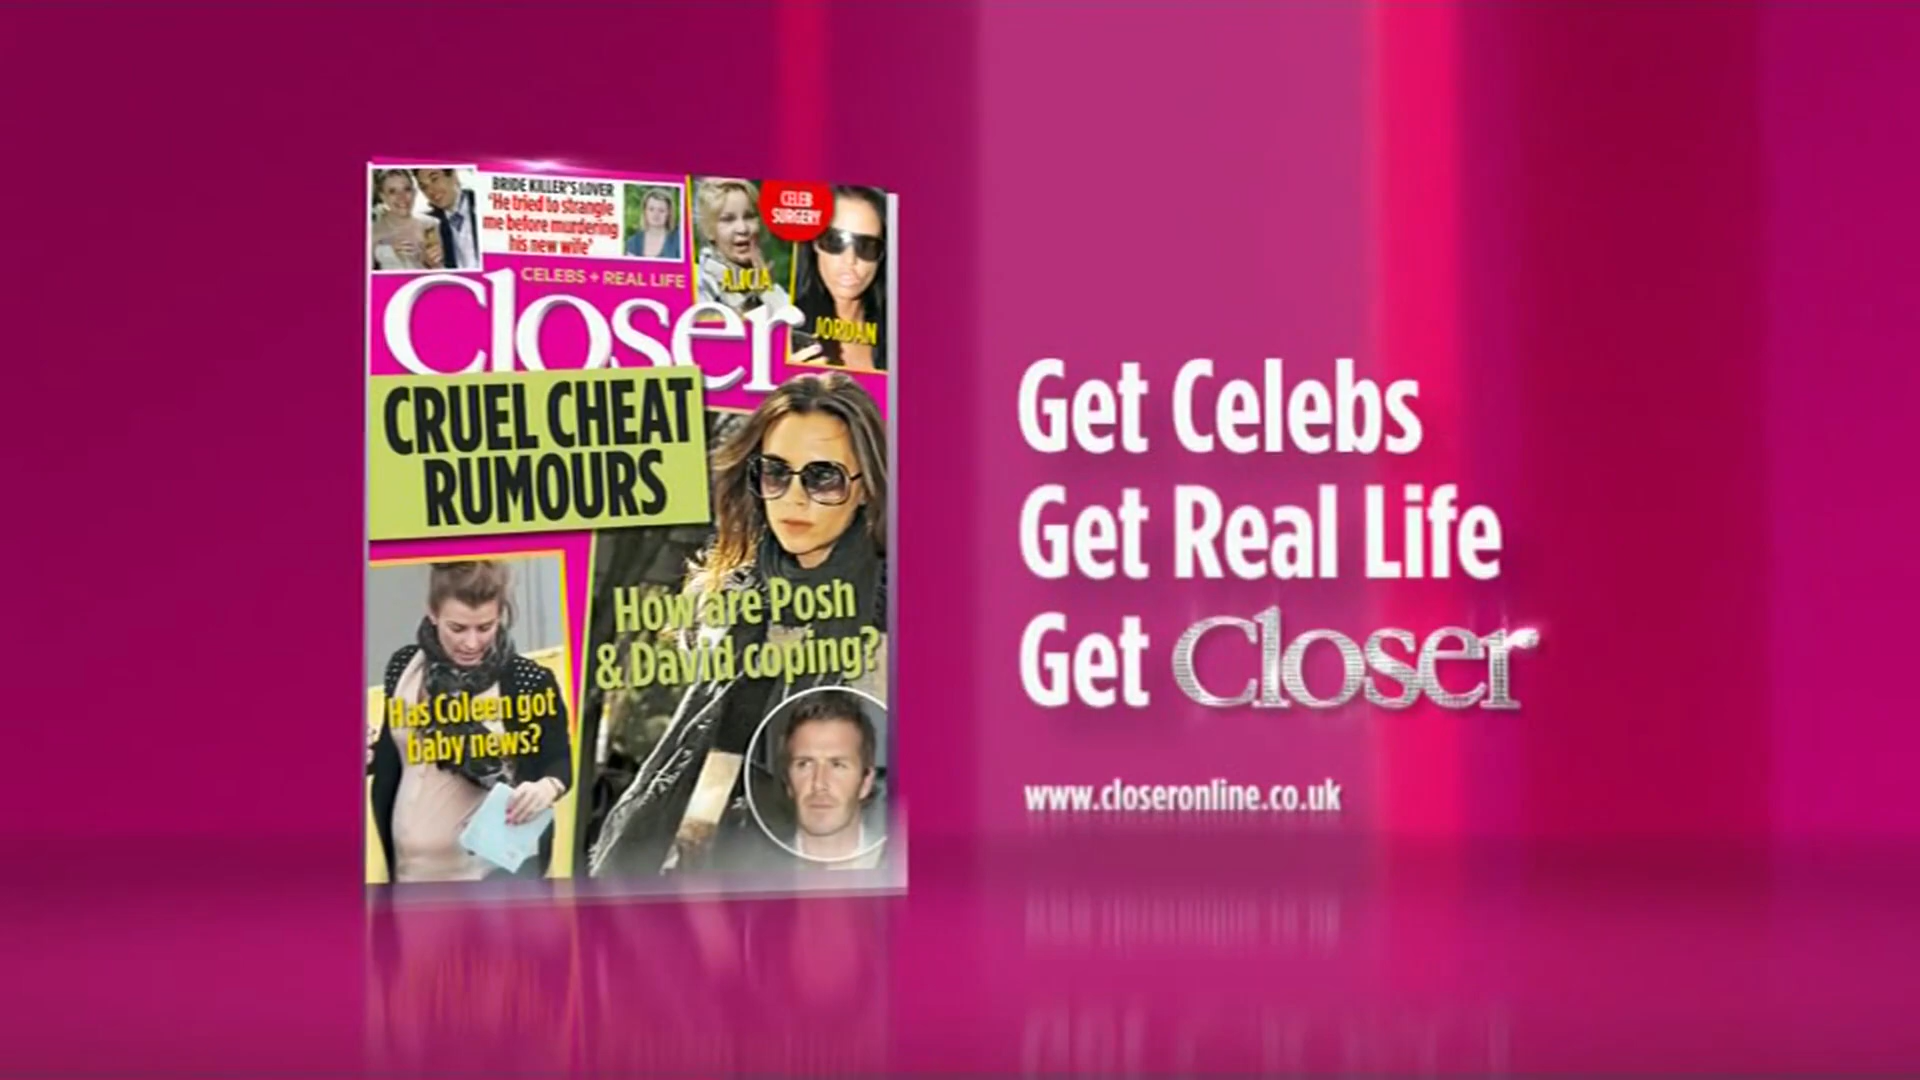 BRIDE KILLER'S LOVER
'He tried to strangle
me before murdering
his new wife'
CELEB
SURGERY
ALICIA
JORDAN
CELEBS + REAL LIFE
Closer
CRUEL CHEAT
RUMOURS
How are Posh
& David coping?
Has Coleen got
baby news?
Get Celebs
Get Real Life
Get Closer
www.closeronline.co.uk